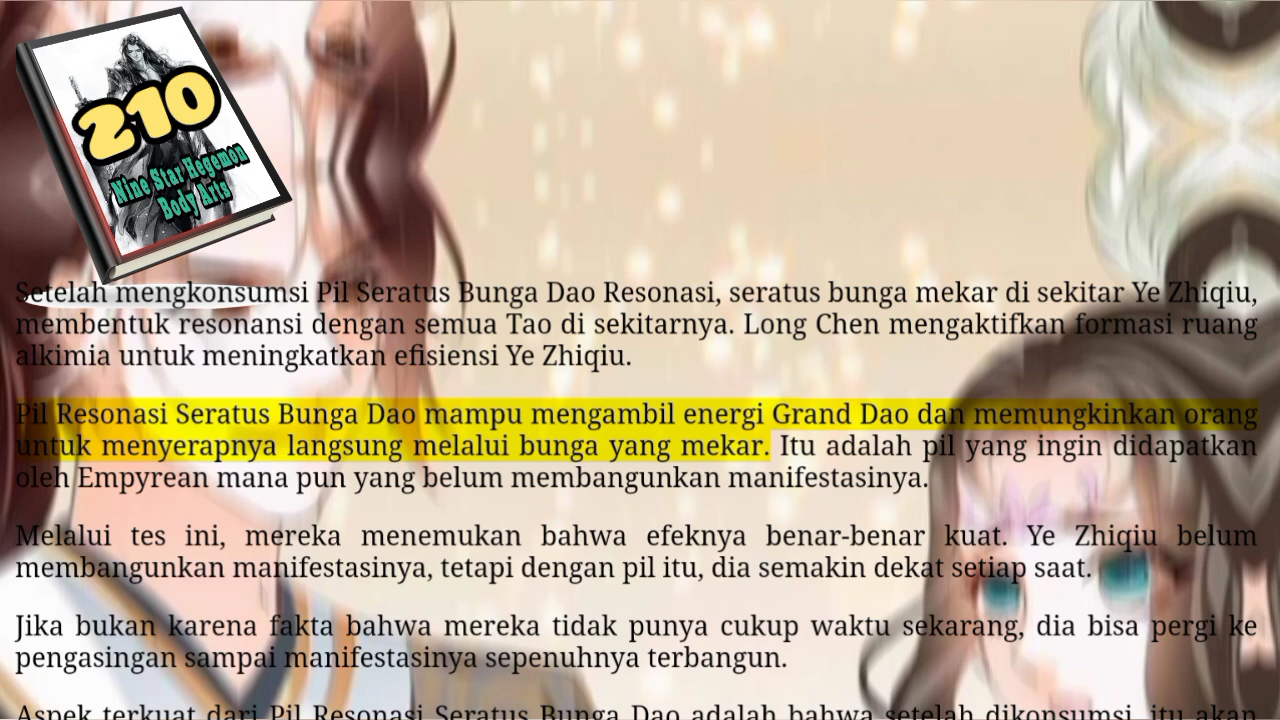 210
Nine Star Hegemon
Body Arts
Setelah mengkonsumsi Pil Seratus Bunga Dao Resonasi, seratus bunga mekar di sekitar Ye Zhiqiu,
membentuk resonansi dengan semua Tao di sekitarnya. Long Chen mengaktifkan formasi ruang
alkimia untuk meningkatkan efisiensi Ye Zhiqiu.
Pil Resonasi Seratus Bunga Dao mampu mengambil energi Grand Dao dan memungkinkan orang
untuk menyerapnya langsung melalui bunga yang mekar. Itu adalah pil yang ingin didapatkan
oleh Empyrean mana pun yang belum membangunkan manifestasinya.
Melalui tes ini, mereka menemukan bahwa efeknya benar-benar kuat. Ye Zhiqiu belum
membangunkan manifestasinya, tetapi dengan pil itu, dia semakin dekat setiap saat.
Jika bukan karena fakta bahwa mereka tidak punya cukup waktu sekarang, dia bisa pergi ke
pengasingan sampai manifestasinya sepenuhnya terbangun.
Aspek terkuat dari Pil Resonasi Seratus Bunga Dao adalah bahwa setelah dikonsumsi, itu akan